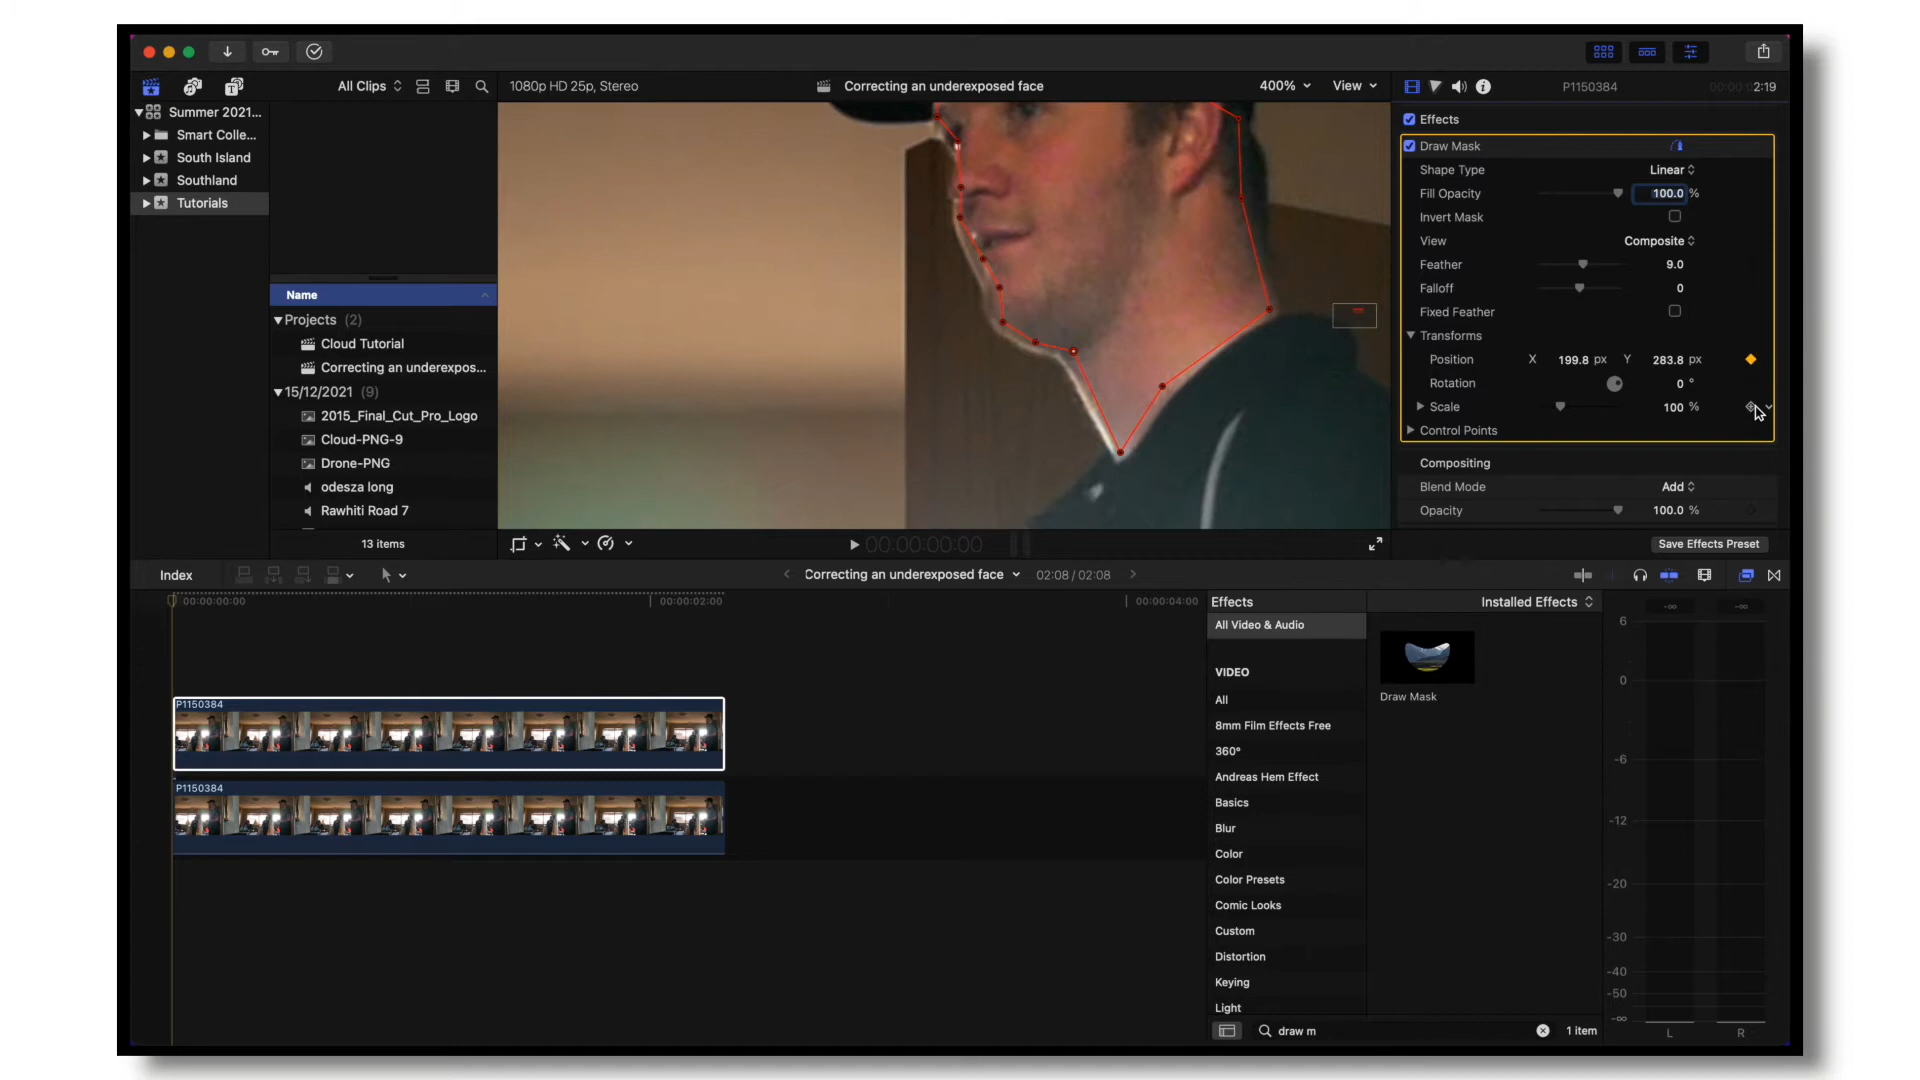 All Clips
1080p HD 25p, Stereo
Correcting an underexposed face
400%
View
P1150384
2:19
Summer 2021...
Smart Colle...
South Island
Southland
Tutorials
Name
Projects (2)
Cloud Tutorial
Correcting an underexpos...
15/12/2021 (9)
2015_Final_Cut_Pro_Logo
Cloud-PNG-9
Drone-PNG
odesza long
Rawhiti Road 7
13 items
00:00:00:00
Effects
Draw Mask
Shape Type Linear
Fill Opacity 100.0 %
Invert Mask
View Composite
Feather 9.0
Falloff 0
Fixed Feather
Transforms
Position X 199.8 px Y 283.8 px
Rotation 0 °
Scale 100 %
Control Points
Compositing
Blend Mode Add
Opacity 100.0 %
Save Effects Preset
Index
Correcting an underexposed face
02:08 / 02:08
00:00:00:00
00:00:02:00
00:00:04:00
P1150384
P1150384
Effects
Installed Effects
All Video & Audio
VIDEO
All
8mm Film Effects Free
360°
Andreas Hem Effect
Basics
Blur
Color
Color Presets
Comic Looks
Custom
Distortion
Keying
Light
Draw Mask
draw m
1 item
-∞ -∞
6
0
-6
-12
-20
-30
-40
-50
-∞
L R